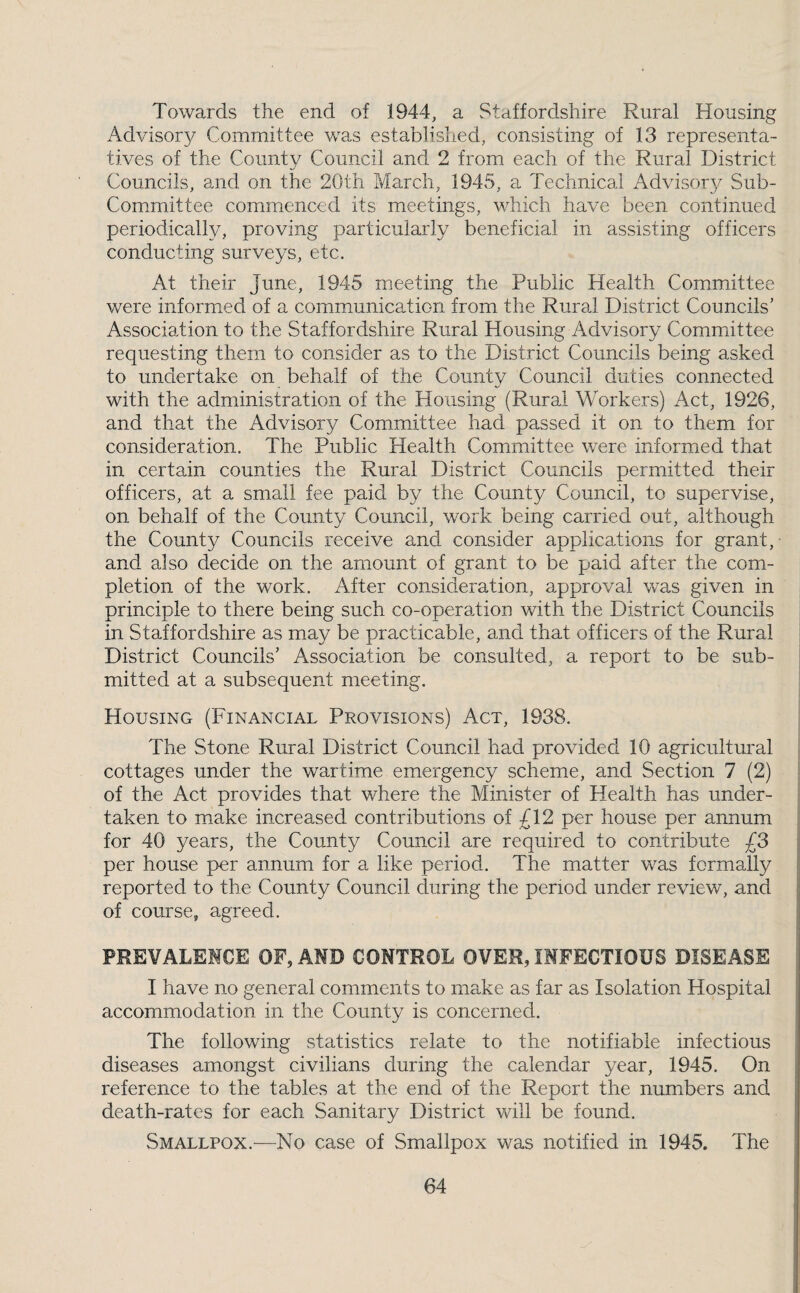 Towards the end of 1944, a Staffordshire Rural Housing
Advisory Committee was established, consisting of 13 representa-
tives of the County Council and 2 from each of the Rural District
Councils, and on the 20th March, 1945, a Technical Advisory Sub-
Committee commenced its meetings, which have been continued
periodically, proving particularly beneficial in assisting officers
conducting surveys, etc.
At their June, 1945 meeting the Public Health Committee
were informed of a communication from the Rural District Councils'
Association to the Staffordshire Rural Housing Advisory Committee
requesting them to consider as to the District Councils being asked
to undertake on behalf of the County Council duties connected
with the administration of the Housing (Rural Workers) Act, 1926,
and that the Advisory Committee had passed it on to them for
consideration. The Public Health Committee were informed that
in certain counties the Rural District Councils permitted their
officers, at a small fee paid by the County Council, to supervise,
on behalf of the County Council, work being carried out, although
the County Councils receive and consider applications for grant,
and also decide on the amount of grant to be paid after the com-
pletion of the work. After consideration, approval was given in
principle to there being such co-operation with the District Councils
in Staffordshire as may be practicable, and that officers of the Rural
District Councils' Association be consulted, a report to be sub-
mitted at a subsequent meeting.
Housing (Financial Provisions) Act, 1938.
The Stone Rural District Council had provided 10 agricultural
cottages under the wartime emergency scheme, and Section 7 (2)
of the Act provides that where the Minister of Health has under-
taken to make increased contributions of £12 per house per annum
for 40 years, the County Council are required to contribute £3
per house per annum for a like period. The matter was formally
reported to the County Council during the period under review, and
of course, agreed.
PREVALENCE OF, AND CONTROL OVER, INFECTIOUS DISEASE
I have no general comments to make as far as Isolation Hospital
accommodation in the County is concerned.
The following statistics relate to the notifiable infectious
diseases amongst civilians during the calendar year, 1945. On
reference to the tables at the end of the Report the numbers and
death-rates for each Sanitary District will be found.
Smallpox.—No case of Smallpox was notified in 1945. The
64